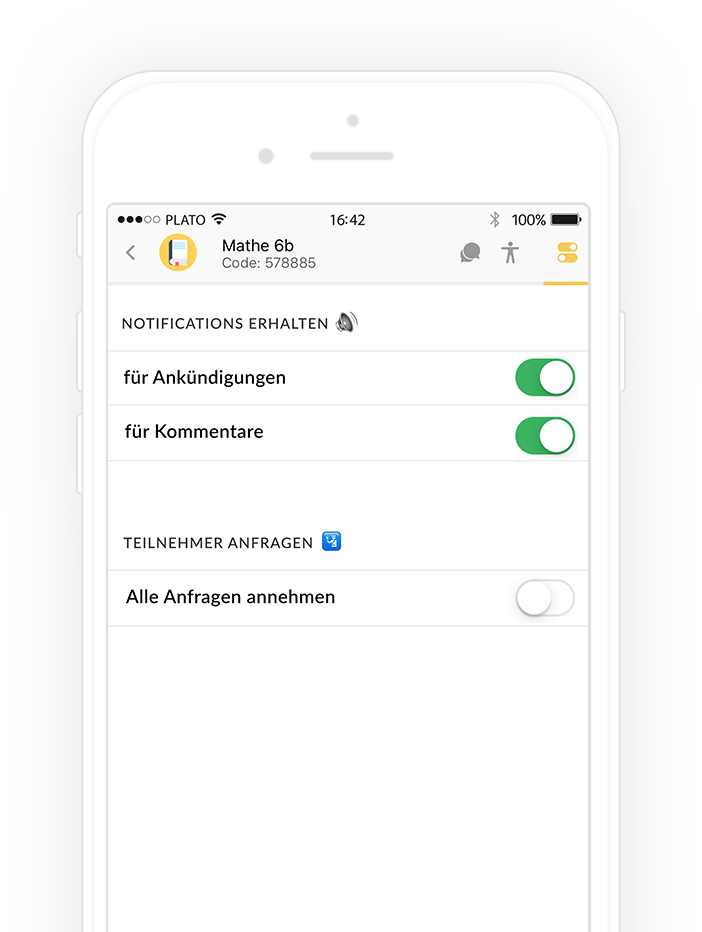 PLATO 16:42 100%
Mathe 6b
Code: 578885
NOTIFICATIONS ERHALTEN
für Ankündigungen
für Kommentare
TEILNEHMER ANFRAGEN
Alle Anfragen annehmen